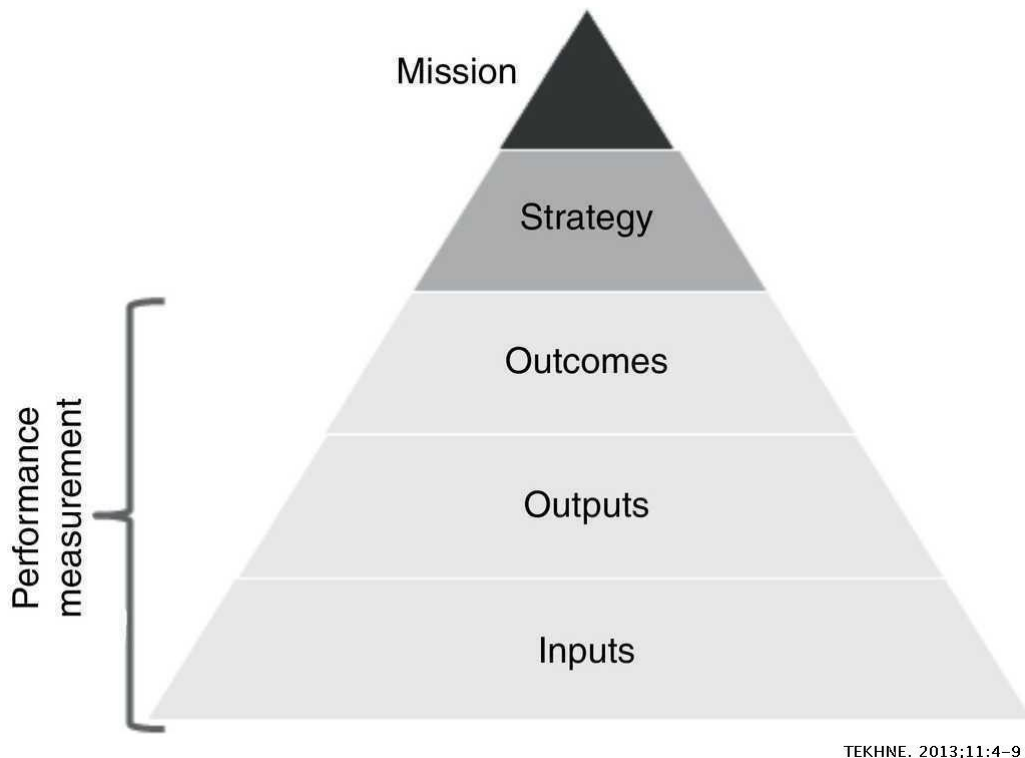 Mission
Strategy
Outcomes
Performance
measurement
Outputs
Inputs
TEKHNE. 2013;11:4–9